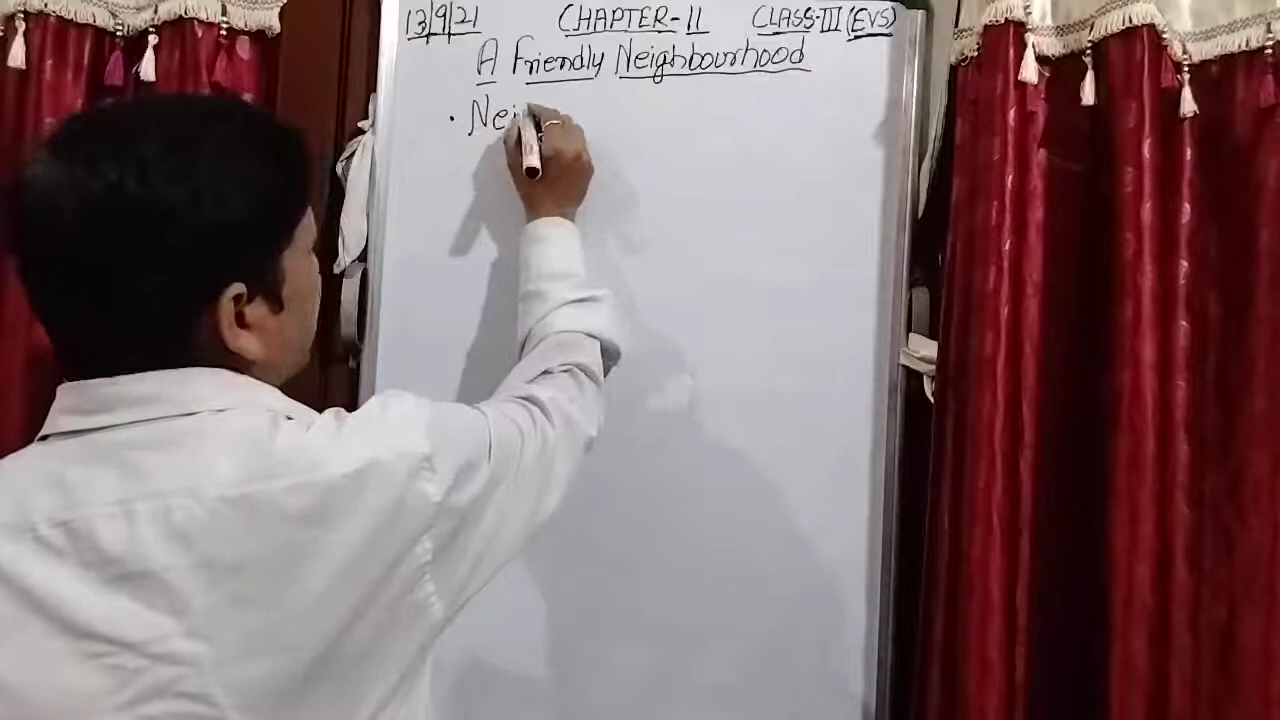 13/9/21 CHAPTER-11 CLASS-III (EVS)
A Friendly Neighbourhood
· Nei